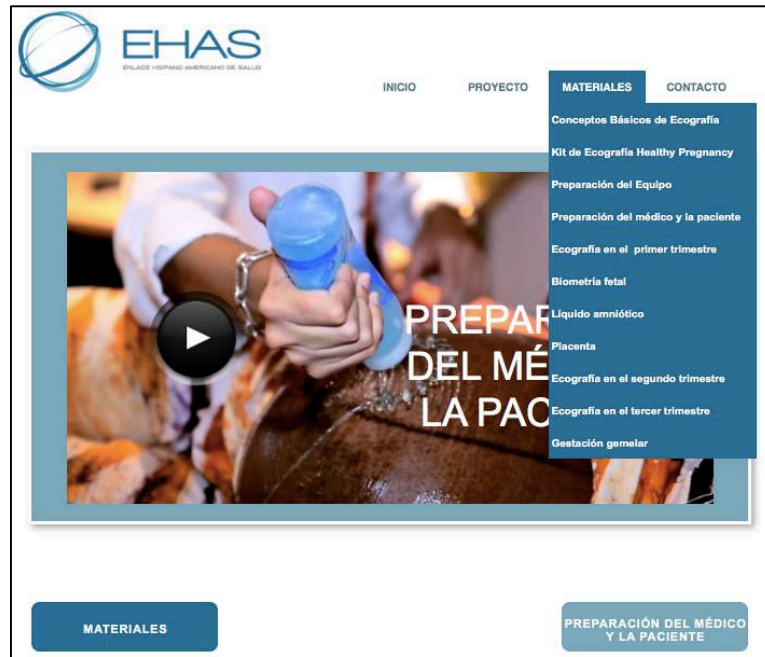 EHAS
ENLACE HISPANO AMERICANO DE SALUD
INICIO PROYECTO MATERIALES CONTACTO
Conceptos Básicos de Ecografía
Kit de Ecografía Healthy Pregnancy
Preparación del Equipo
Preparación del médico y la paciente
Ecografía en el primer trimestre
Biometría fetal
Líquido amniótico
Placenta
Ecografía en el segundo trimestre
Ecografía en el tercer trimestre
Gestación gemelar
PREPAR
DEL MÉ
LA PAC
MATERIALES
PREPARACIÓN DEL MÉDICO
Y LA PACIENTE